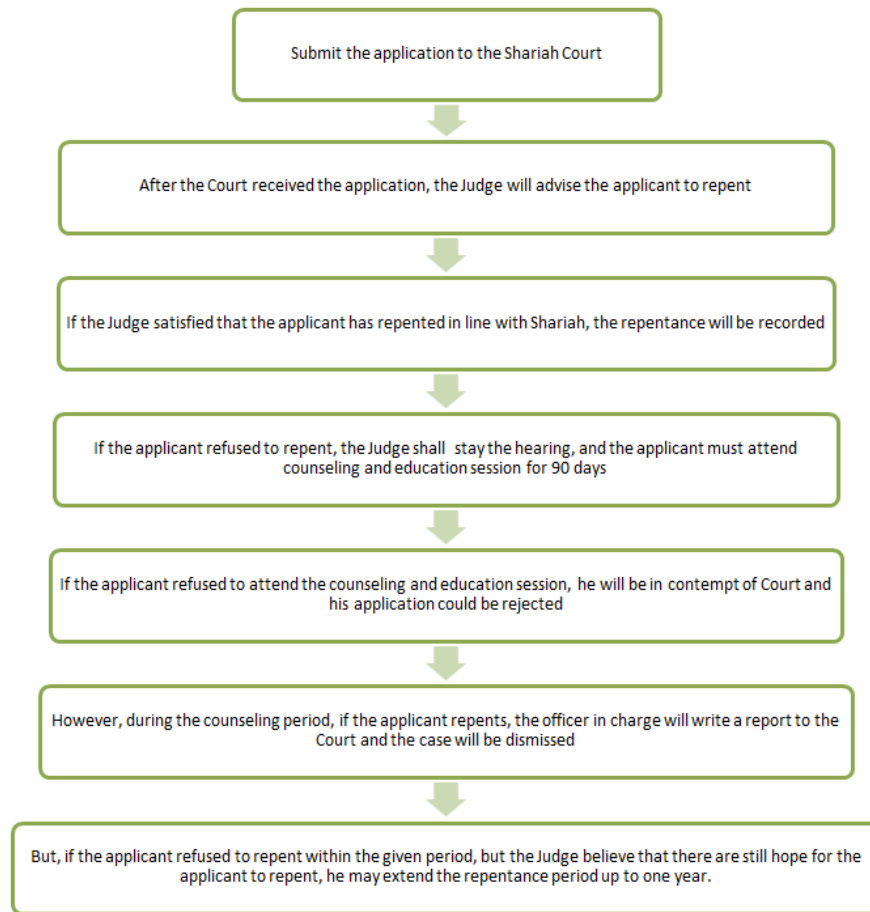 Submit the application to the Shariah Court
After the Court received the application, the Judge will advise the applicant to repent
If the Judge satisfied that the applicant has repented in line with Shariah, the repentance will be recorded
If the applicant refused to repent, the Judge shall stay the hearing, and the applicant must attend
counseling and education session for 90 days
If the applicant refused to attend the counseling and education session, he will be in contempt of Court and
his application could be rejected
However, during the counseling period, if the applicant repents, the officer in charge will write a report to the
Court and the case will be dismissed
But, if the applicant refused to repent within the given period, but the Judge believe that there are still hope for the
applicant to repent, he may extend the repentance period up to one year.